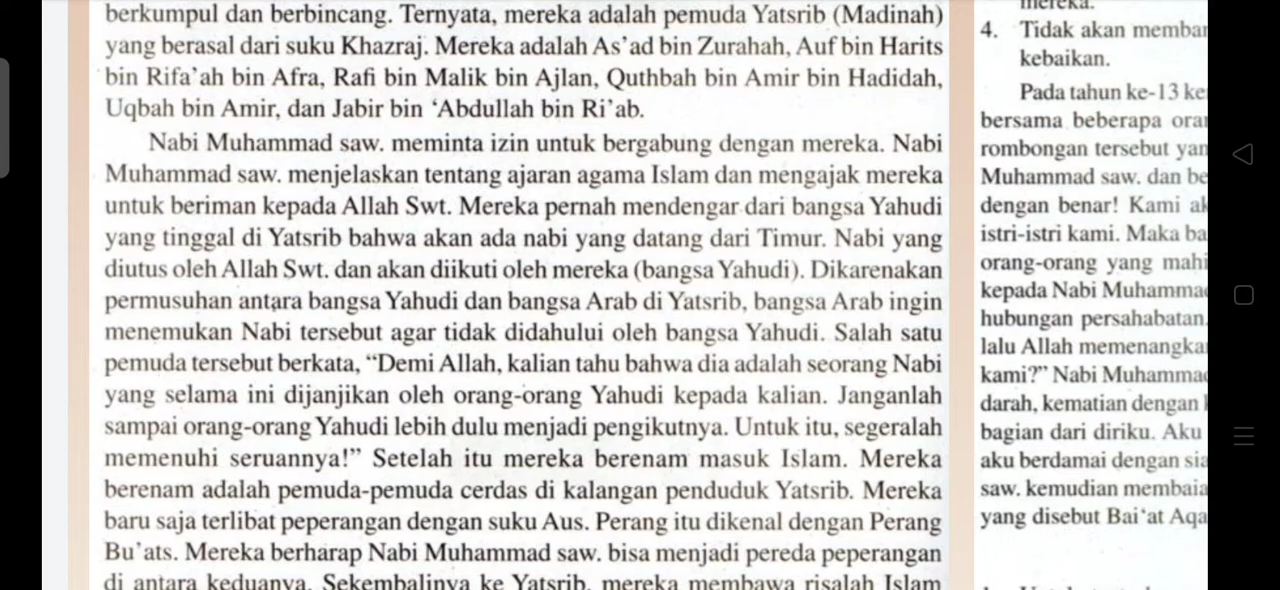 berkumpul dan berbincang. Ternyata, mereka adalah pemuda Yatsrib (Madinah)
yang berasal dari suku Khazraj. Mereka adalah As’ad bin Zurahah, Auf bin Harits
bin Rifa’ah bin Afra, Rafi bin Malik bin Ajlan, Quthbah bin Amir bin Hadidah,
Uqbah bin Amir, dan Jabir bin ‘Abdullah bin Ri’ab.
Nabi Muhammad saw. meminta izin untuk bergabung dengan mereka. Nabi
Muhammad saw. menjelaskan tentang ajaran agama Islam dan mengajak mereka
untuk beriman kepada Allah Swt. Mereka pernah mendengar dari bangsa Yahudi
yang tinggal di Yatsrib bahwa akan ada nabi yang datang dari Timur. Nabi yang
diutus oleh Allah Swt. dan akan diikuti oleh mereka (bangsa Yahudi). Dikarenakan
permusuhan antara bangsa Yahudi dan bangsa Arab di Yatsrib, bangsa Arab ingin
menemukan Nabi tersebut agar tidak didahului oleh bangsa Yahudi. Salah satu
pemuda tersebut berkata, “Demi Allah, kalian tahu bahwa dia adalah seorang Nabi
yang selama ini dijanjikan oleh orang-orang Yahudi kepada kalian. Janganlah
sampai orang-orang Yahudi lebih dulu menjadi pengikutnya. Untuk itu, segeralah
memenuhi seruannya!” Setelah itu mereka berenam masuk Islam. Mereka
berenam adalah pemuda-pemuda cerdas di kalangan penduduk Yatsrib. Mereka
baru saja terlibat peperangan dengan suku Aus. Perang itu dikenal dengan Perang
Bu’ats. Mereka berharap Nabi Muhammad saw. bisa menjadi pereda peperangan
di antara keduanya. Sekembalinya ke Yatsrib, mereka membawa risalah Islam
mereka.
4. Tidak akan memba
kebaikan.
Pada tahun ke-13 ke
bersama beberapa ora
rombongan tersebut yan
Muhammad saw. dan be
dengan benar! Kami a
istri-istri kami. Maka ba
orang-orang yang mahi
kepada Nabi Muhamma
hubungan persahabatan.
lalu Allah memenangka
kami?” Nabi Muhamma
darah, kematian dengan
bagian dari diriku. Aku
aku berdamai dengan sia
saw. kemudian membaia
yang disebut Bai‘at Aqa